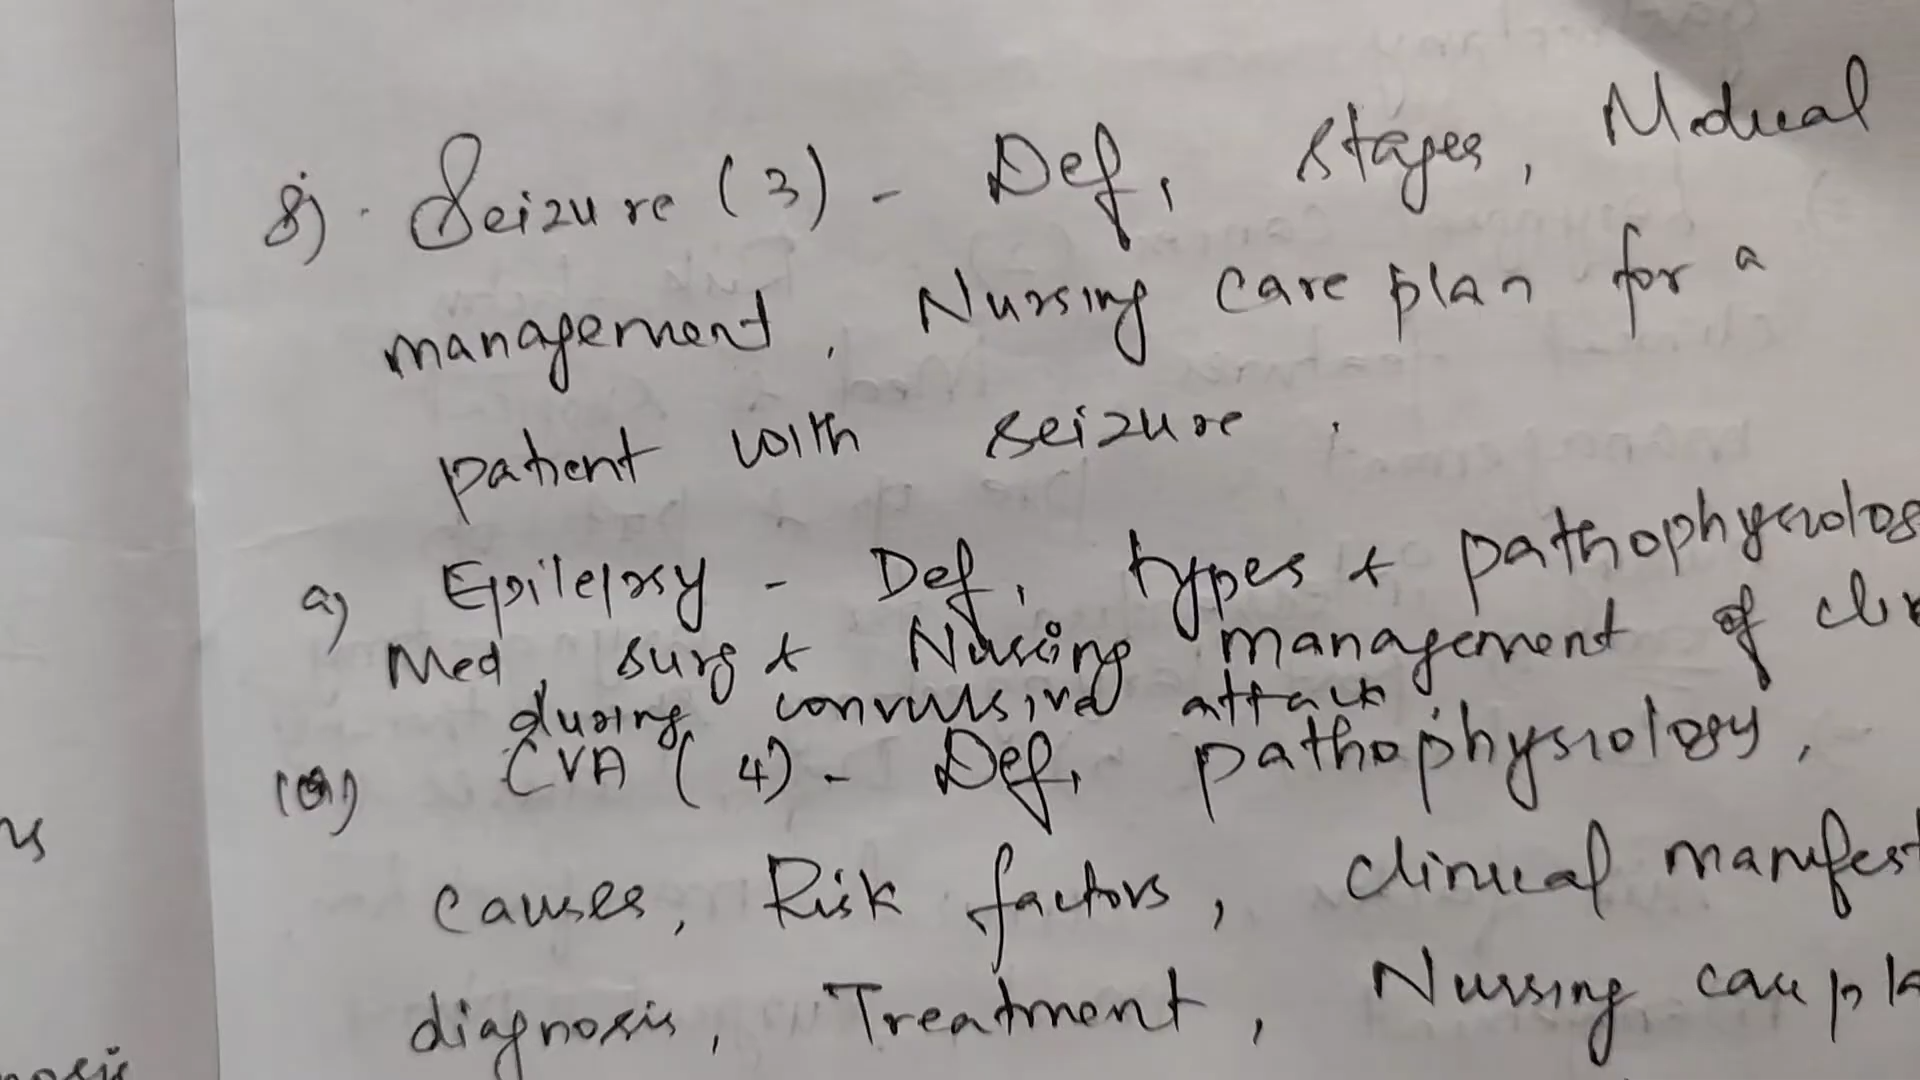 8). Seizure (3) - Def, stages, Medical
management, Nursing care plan for a
patient with seizure.
9) Epilepsy - Def, types & pathophysiolog
Med, surg & Nursing management of
during convulsive attack.
(10) CVA (4) - Def, pathophysiology,
causes, Risk factors, clinical manifest
diagnosis, Treatment, Nursing care pla